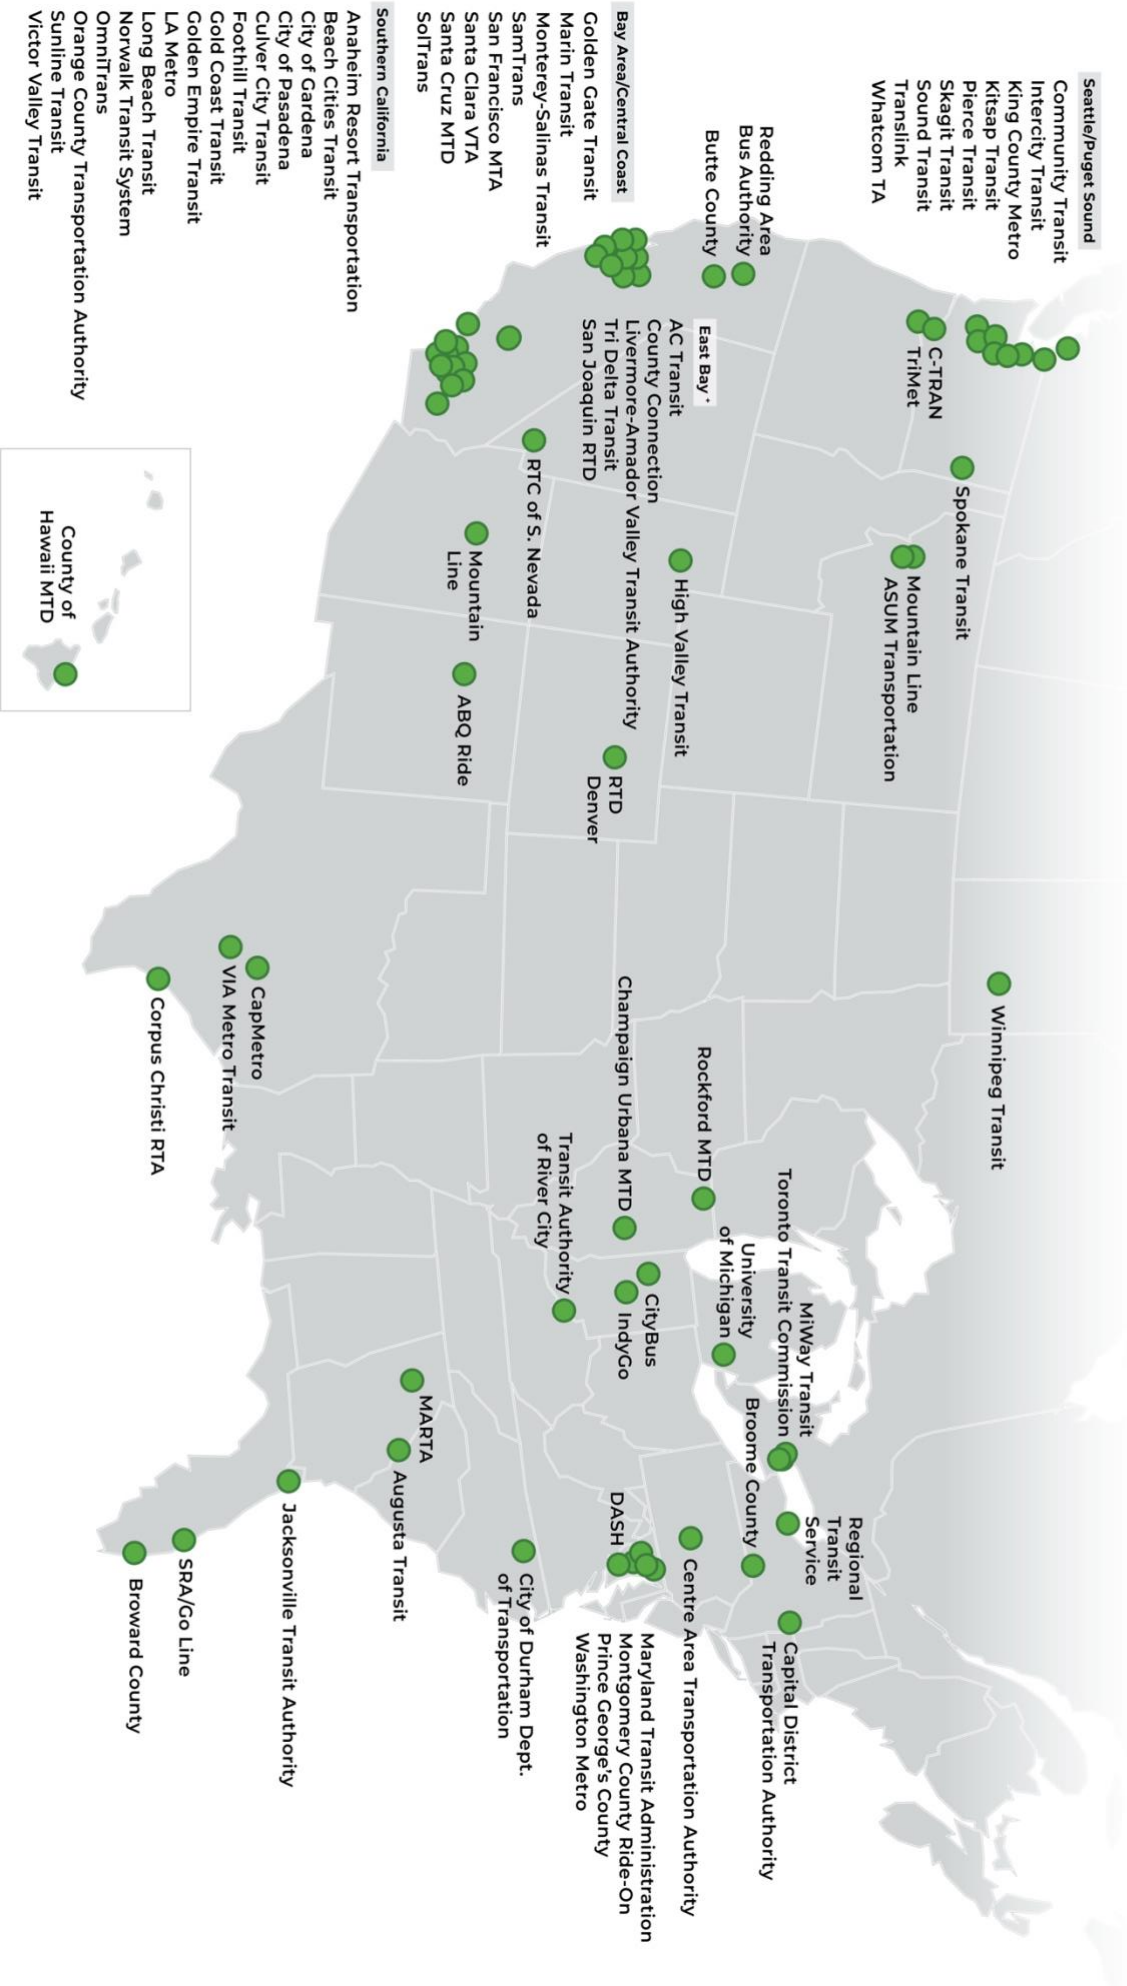 Seattle/Puget Sound
Community Transit
Intercity Transit
King County Metro
Kitsap Transit
Pierce Transit
Skagit Transit
Sound Transit
Translink
Whatcom TA
Redding Area
Bus Authority
Butte County
Bay Area/central Coast
Golden Gate Transit
Marin Transit
Monterey-Salinas Transit
SamTrans
San Francisco MTA
Santa Clara VTA
Santa Cruz MTD
SolTrans
Southern California
Anaheim Resort Transportation
Beach Cities Transit
City of Gardena
City of Pasadena
Culver City Transit
Foothill Transit
Gold Coast Transit
Golden Empire Transit
LA Metro
Long Beach Transit
Norwalk Transit System
OmniTrans
Orange County Transportation Authority
Sunline Transit
Victor Valley Transit
C-TRAN
TriMet
East Bay *
AC Transit
County Connection
Livermore-Amador Valley Transit Authority
Tri Delta Transit
San Joaquin RTD
Spokane Transit
Mountain Line
ASUM Transportation
High Valley Transit
RTC of S. Nevada
Mountain
Line
ABQ Ride
RTD
Denver
County of
Hawaii MTD
Winnipeg Transit
CapMetro
VIA Metro Transit
Corpus Christi RTA
Rockford MTD
Champaign Urbana MTD
Transit Authority
of River City
University
of Michigan
CityBus
IndyGo
MiWay Transit
Toronto Transit Commission
Broome County
Regional
Transit
Service
Capital District
Transportation Authority
Centre Area Transportation Authority
DASH
Maryland Transit Administration
Montgomery County Ride-On
Prince George's County
Washington Metro
City of Durham Dept.
of Transportation
MARTA
Augusta Transit
Jacksonville Transit Authority
SRA/Go Line
Broward County